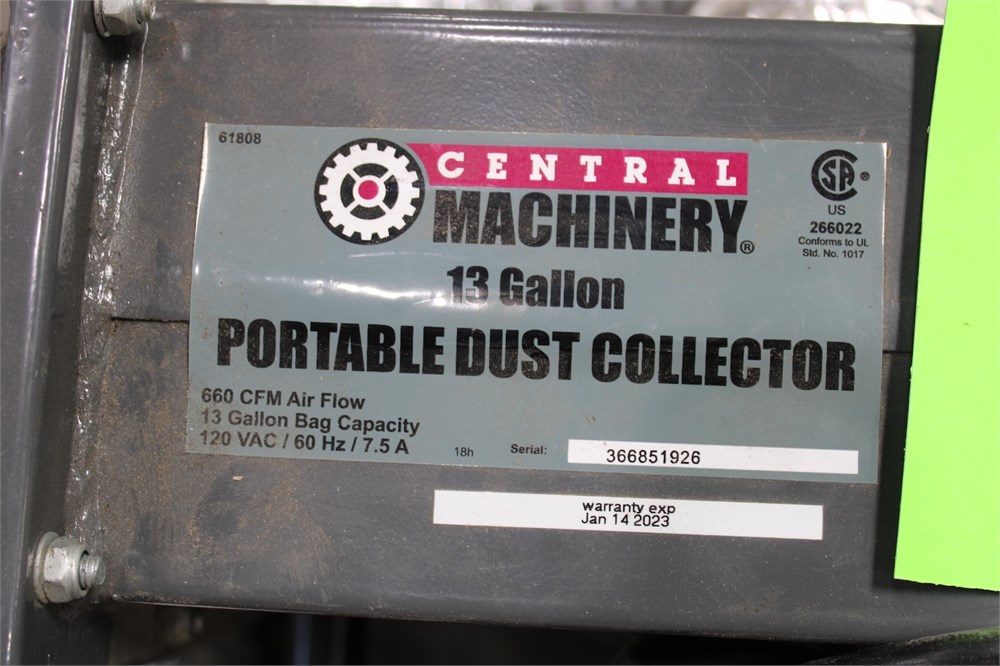 61808
CENTRAL
MACHINERY®
SA ®
US
266022
Conforms to UL
Std. No. 1017
13 Gallon
PORTABLE DUST COLLECTOR
660 CFM Air Flow
13 Gallon Bag Capacity
120 VAC / 60 Hz / 7.5 A
18h Serial: 366851926
warranty exp
Jan 14 2023